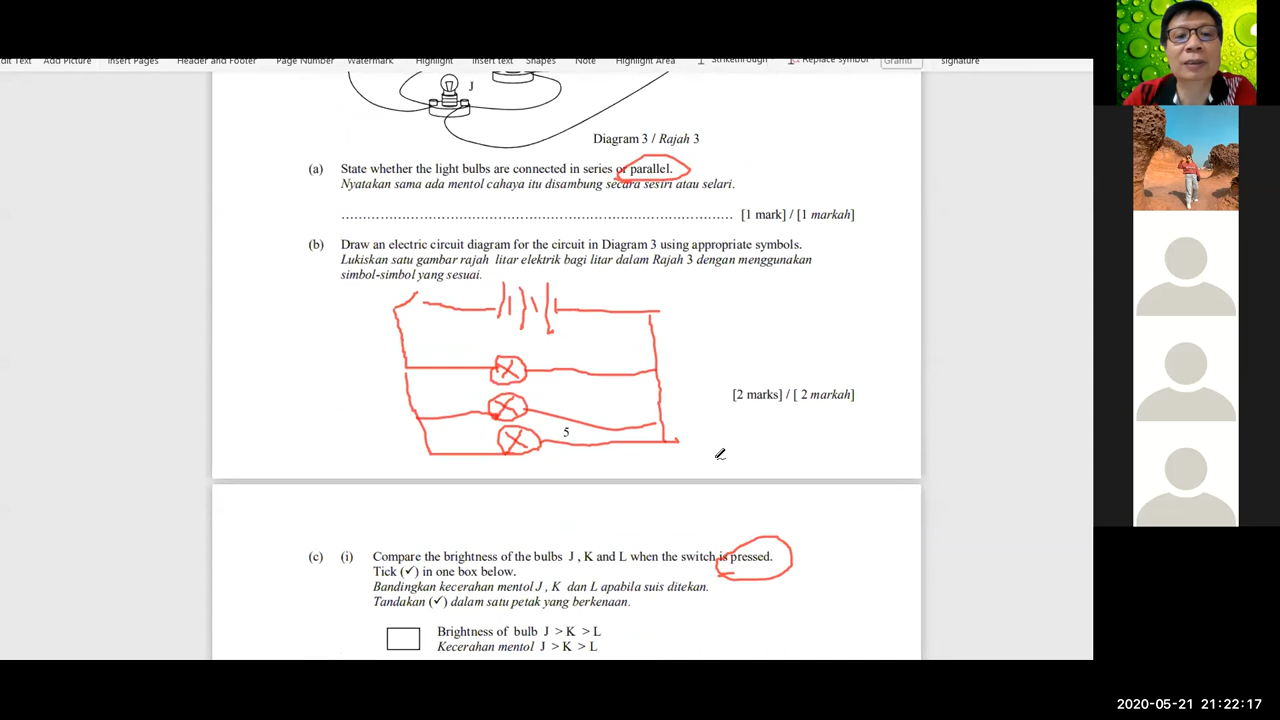 dit Text Add Picture Insert Pages Header and Footer Page Number Watermark Highlight Insert text Shapes Note Highlight Area Strikethrough Replace symbol Graffiti signature
J
Diagram 3 / Rajah 3
(a) State whether the light bulbs are connected in series or parallel.
Nyatakan sama ada mentol cahaya itu disambung secara sesiri atau selari.
........................................................................................... [1 mark] / [1 markah]
(b) Draw an electric circuit diagram for the circuit in Diagram 3 using appropriate symbols.
Lukiskan satu gambar rajah litar elektrik bagi litar dalam Rajah 3 dengan menggunakan
simbol-simbol yang sesuai.
[2 marks] / [ 2 markah]
5
(c) (i) Compare the brightness of the bulbs J , K and L when the switch is pressed.
Tick (✓) in one box below.
Bandingkan kecerahan mentol J , K dan L apabila suis ditekan.
Tandakan (✓) dalam satu petak yang berkenaan.
Brightness of bulb J > K > L
Kecerahan mentol J > K > L
2020-05-21 21:22:17